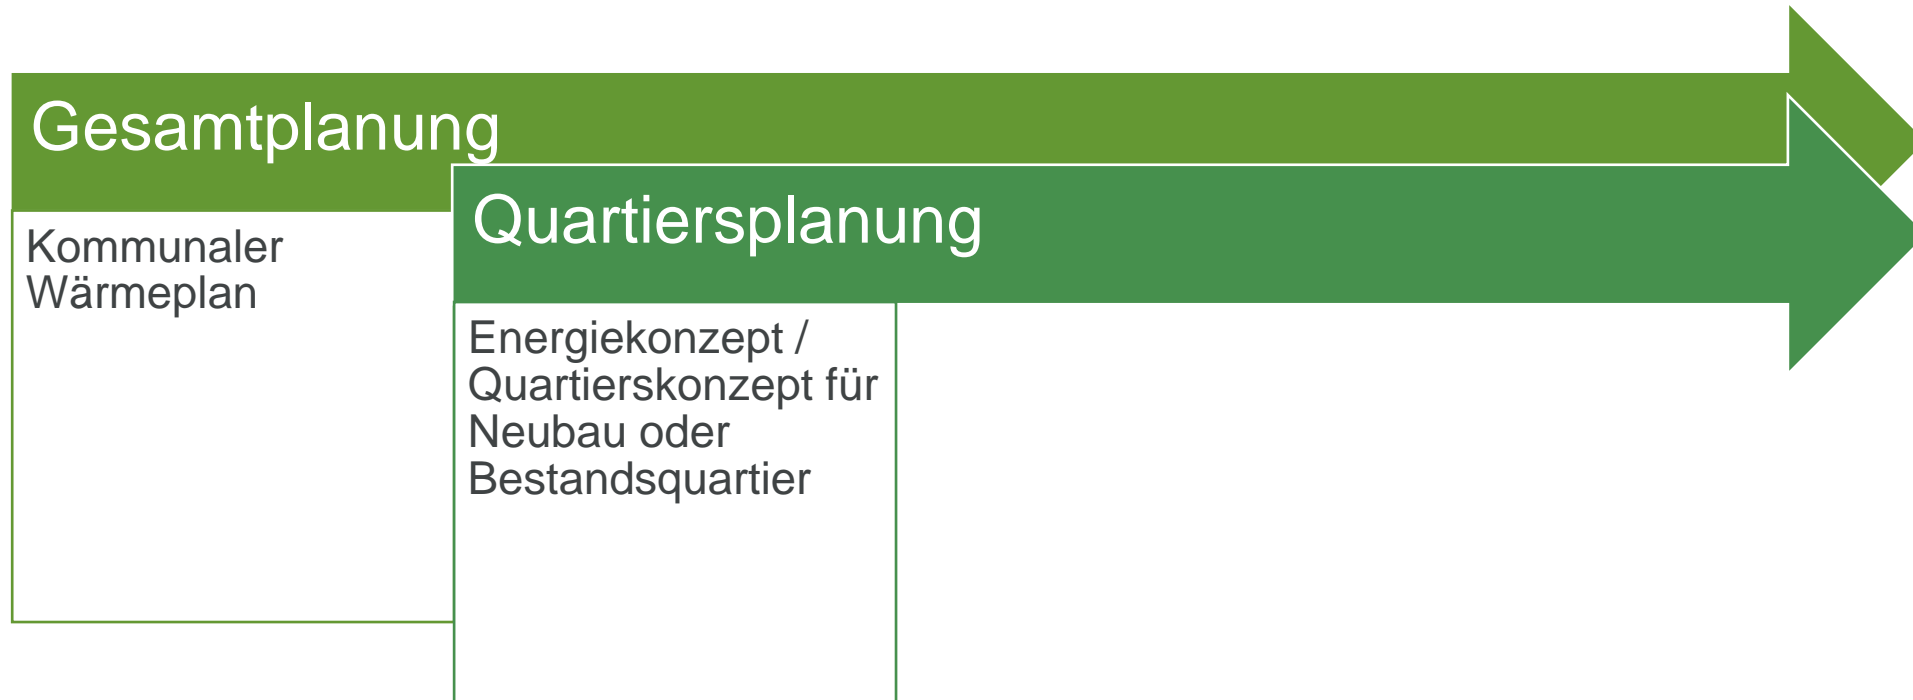 Gesamtplanung
Kommunaler
Wärmeplan
Quartiersplanung
Energiekonzept /
Quartierskonzept für
Neubau oder
Bestandsquartier